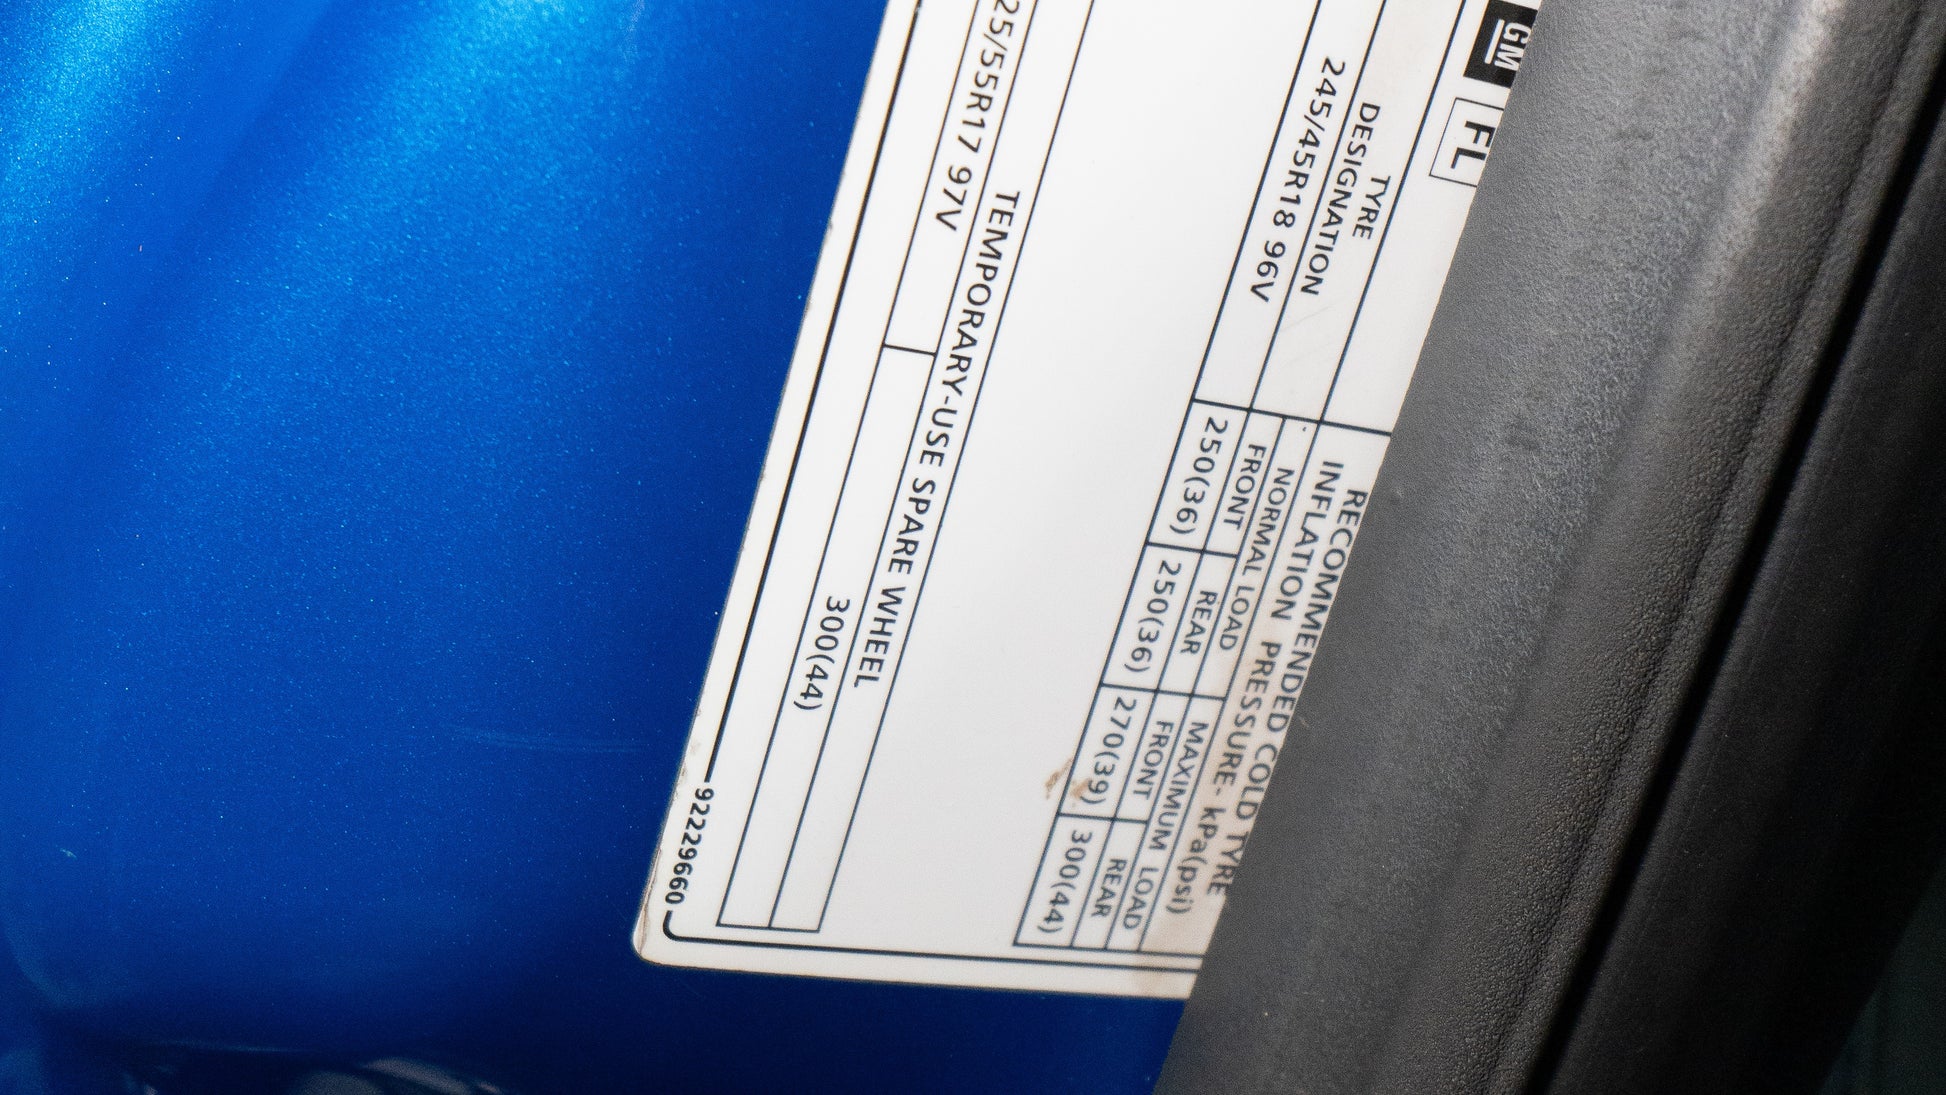 GM FL
TYRE
DESIGNATION
RECOMMENDED COLD TYRE
INFLATION PRESSURE- kPa(psi)
NORMAL LOAD
MAXIMUM LOAD
FRONT
REAR
FRONT
REAR
245/45R18 96V
250(36)
250(36)
270(39)
300(44)
TEMPORARY-USE SPARE WHEEL
25/55R17 97V
300(44)
92229660